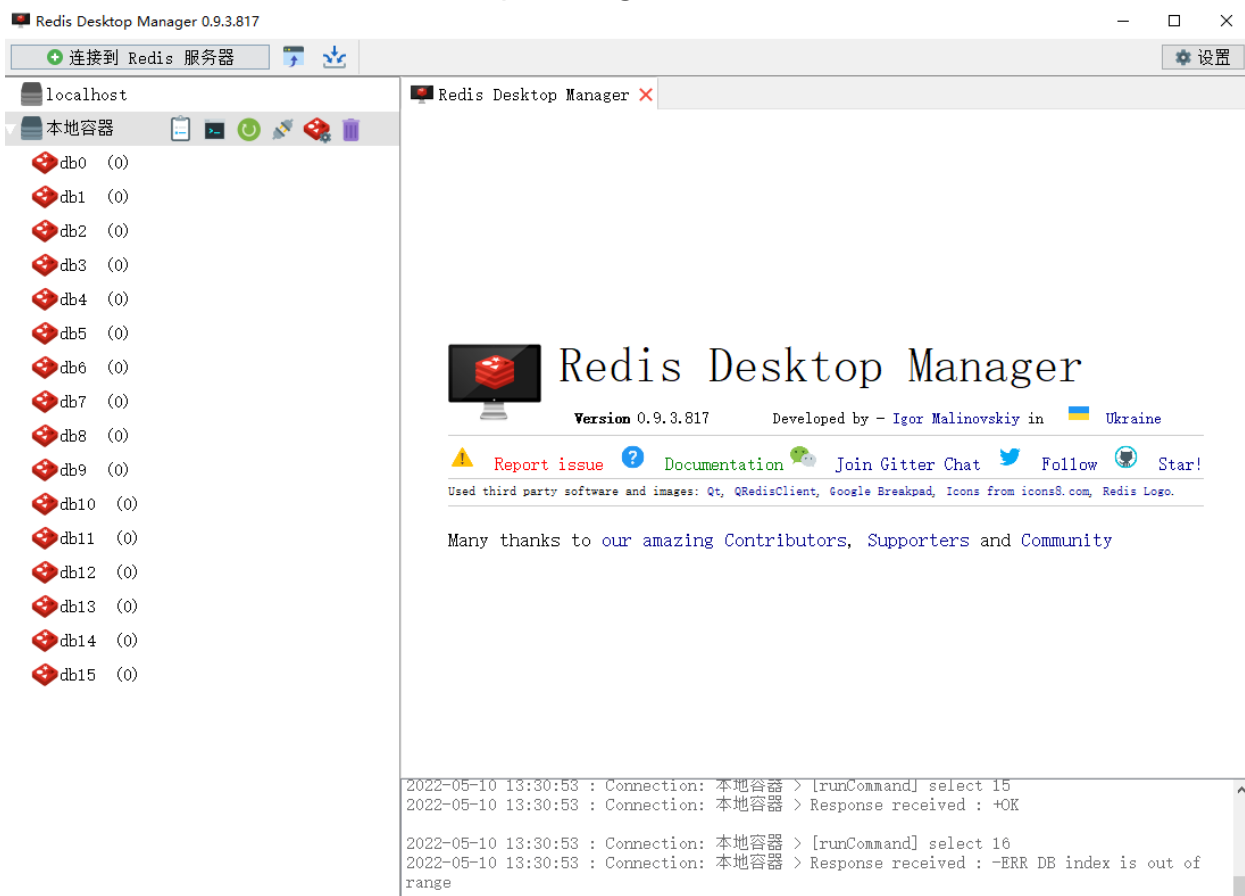 Redis Desktop Manager 0.9.3.817
连接到 Redis 服务器
设置
localhost
本地容器
db0 (0)
db1 (0)
db2 (0)
db3 (0)
db4 (0)
db5 (0)
db6 (0)
db7 (0)
db8 (0)
db9 (0)
db10 (0)
db11 (0)
db12 (0)
db13 (0)
db14 (0)
db15 (0)
Redis Desktop Manager
Redis Desktop Manager
Version 0.9.3.817 Developed by - Igor Malinovskiy in Ukraine
Report issue Documentation Join Gitter Chat Follow Star!
Used third party software and images: Qt, QRedisClient, Google Breakpad, Icons from icons8.com, Redis Logo.
Many thanks to our amazing Contributors, Supporters and Community
2022-05-10 13:30:53 : Connection: 本地容器 > [runCommand] select 15
2022-05-10 13:30:53 : Connection: 本地容器 > Response received : +OK
2022-05-10 13:30:53 : Connection: 本地容器 > [runCommand] select 16
2022-05-10 13:30:53 : Connection: 本地容器 > Response received : -ERR DB index is out of
range